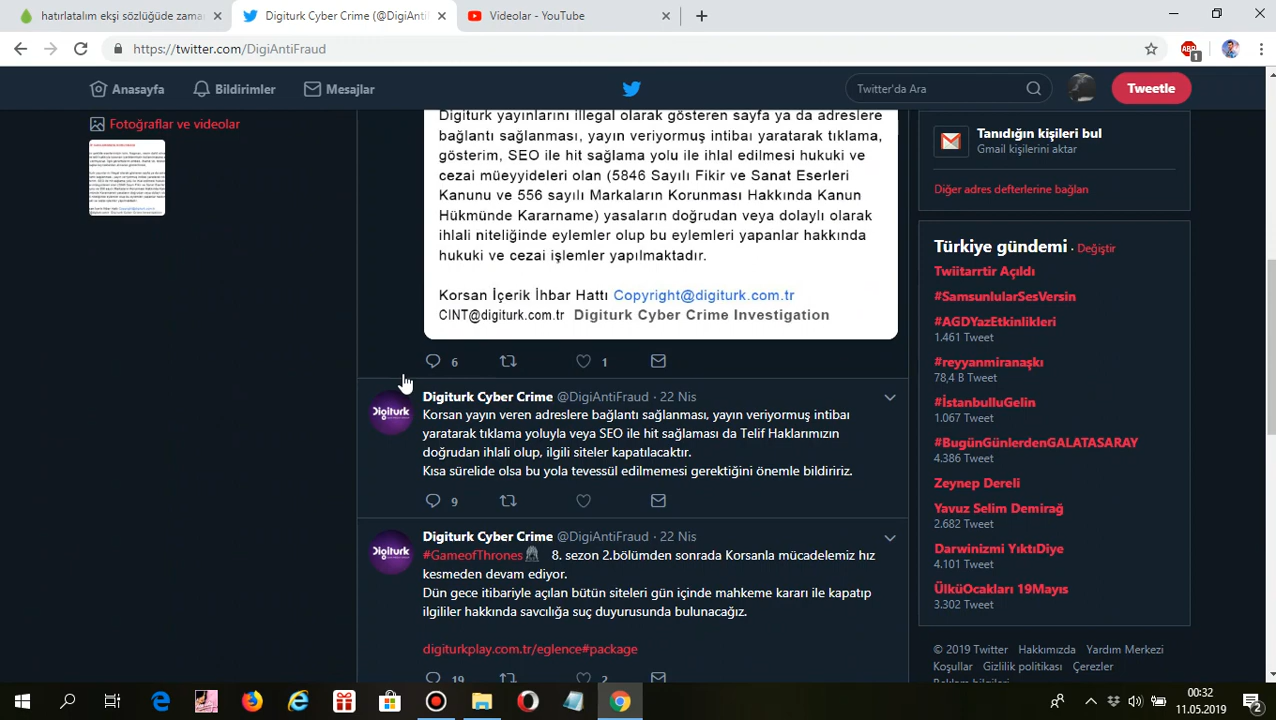 hatırlatalım ekşi sözlüğüde zama
Digiturk Cyber Crime (@DigiAnti
Videolar - YouTube
https://twitter.com/DigiAntiFraud
ABP
1
Anasayfa
Bildirimler
Mesajlar
Twitter'da Ara
Tweetle
Fotoğraflar ve videolar
Digiturk yayınlarını illegal olarak gösteren sayfa ya da adreslere
bağlantı sağlanması, yayın veriyormuş intibaı yaratarak tıklama,
gösterim, SEO ile hit sağlama yolu ile ihlal edilmesi hukuki ve
cezai müeyyideleri olan (5846 Sayılı Fikir ve Sanat Eserleri
Kanunu ve 556 sayılı Markaların Korunması Hakkında Kanun
Hükmünde Kararname) yasaların doğrudan veya dolaylı olarak
ihlali niteliğinde eylemler olup bu eylemleri yapanlar hakkında
hukuki ve cezai işlemler yapılmaktadır.
Korsan İçerik İhbar Hattı Copyright@digiturk.com.tr
CINT@digiturk.com.tr Digiturk Cyber Crime Investigation
6
1
Digiturk
Digiturk Cyber Crime @DigiAntiFraud · 22 Nis
Korsan yayın veren adreslere bağlantı sağlanması, yayın veriyormuş intibaı
yaratarak tıklama yoluyla veya SEO ile hit sağlaması da Telif Haklarımızın
doğrudan ihlali olup, ilgili siteler kapatılacaktır.
Kısa sürelide olsa bu yola tevessül edilmemesi gerektiğini önemle bildiririz.
9
Digiturk
Digiturk Cyber Crime @DigiAntiFraud · 22 Nis
#GameofThrones 8. sezon 2.bölümden sonrada Korsanla mücadelemiz hız
kesmeden devam ediyor.
Dün gece itibariyle açılan bütün siteleri gün içinde mahkeme kararı ile kapatıp
ilgililer hakkında savcılığa suç duyurusunda bulunacağız.
digiturkplay.com.tr/eglence#package
19
2
Tanıdığın kişileri bul
Gmail kişilerini aktar
Diğer adres defterlerine bağlan
Türkiye gündemi · Değiştir
Twiitarrtir Açıldı
#SamsunlularSesVersin
#AGDYazEtkinlikleri
1.461 Tweet
#reyyanmiranaşkı
78,4 B Tweet
#İstanbulluGelin
1.067 Tweet
#BugünGünlerdenGALATASARAY
4.386 Tweet
Zeynep Dereli
Yavuz Selim Demirağ
2.682 Tweet
Darwinizmi YıktıDiye
4.101 Tweet
ÜlküOcakları 19Mayıs
3.302 Tweet
© 2019 Twitter Hakkımızda Yardım Merkezi
Koşullar Gizlilik politikası Çerezler
Reklam bilgileri
00:32
11.05.2019
2